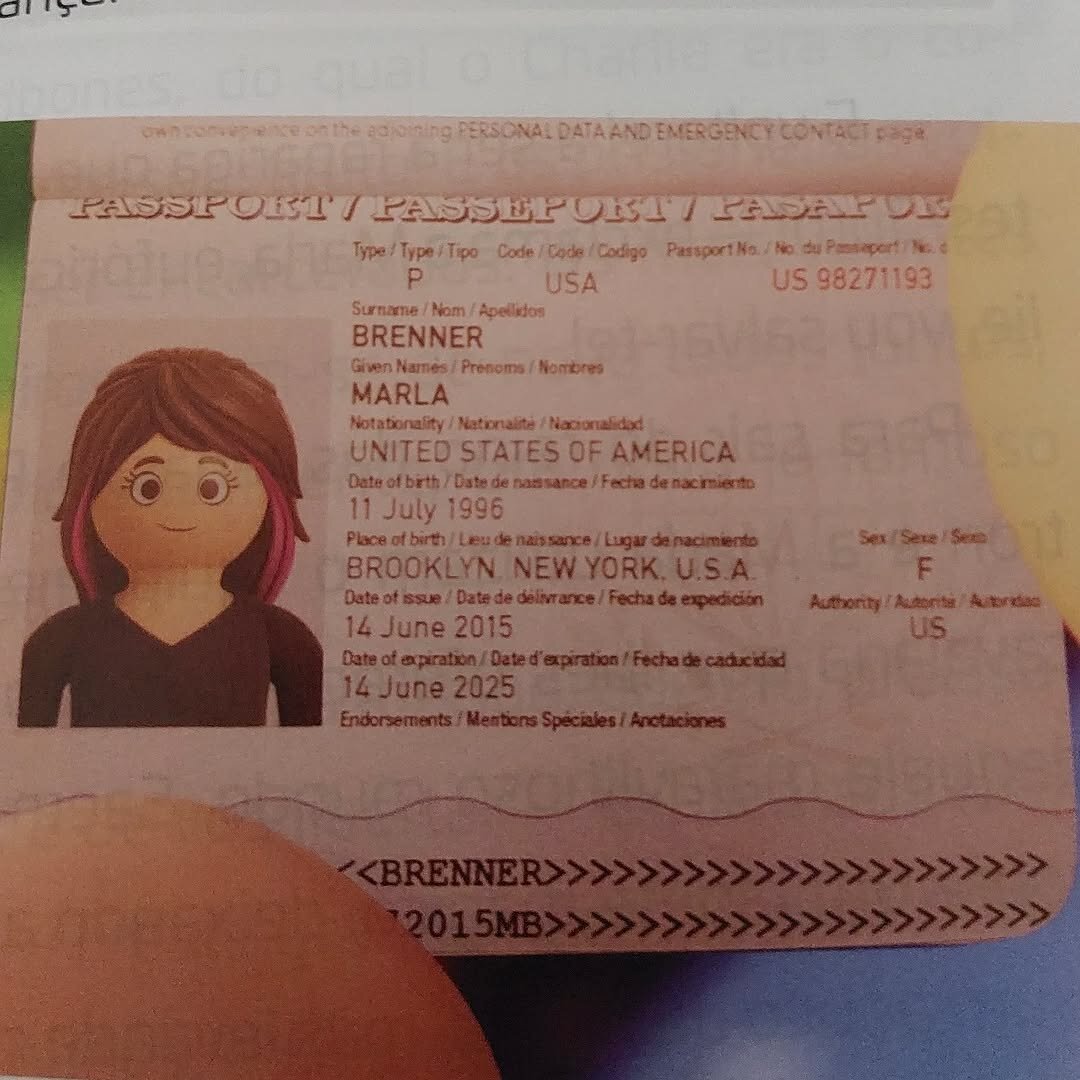 own convenience on the adjoining PERSONAL DATA AND EMERGENCY CONTACT page.
PASSPORT / PASSEPORT / PASAPOR
Type / Type / Tipo Code / Code / Codigo Passport No. / No. du Passeport / No. d
P USA US 98271193
Surname / Nom / Apellidos
BRENNER
Given Names / Prenoms / Nombres
MARLA
Notationality / Nationalité / Nacionalidad
UNITED STATES OF AMERICA
Date of birth / Date de naissance / Fecha de nacimiento
11 July 1996
Place of birth / Lieu de naissance / Lugar de nacimiento Sex / Sexe / Sexo
BROOKLYN, NEW YORK, U.S.A. F
Date of issue / Date de délivrance / Fecha de expedición Authority / Autorité / Autoridad
14 June 2015 US
Date of expiration / Date d'expiration / Fecha de caducidad
14 June 2025
Endorsements / Mentions Spéciales / Anotaciones
<<BRENNER>>>>>>>>>>>>>>>>>>>>>>>>
2015MB>>>>>>>>>>>>>>>>>>>>>>>>